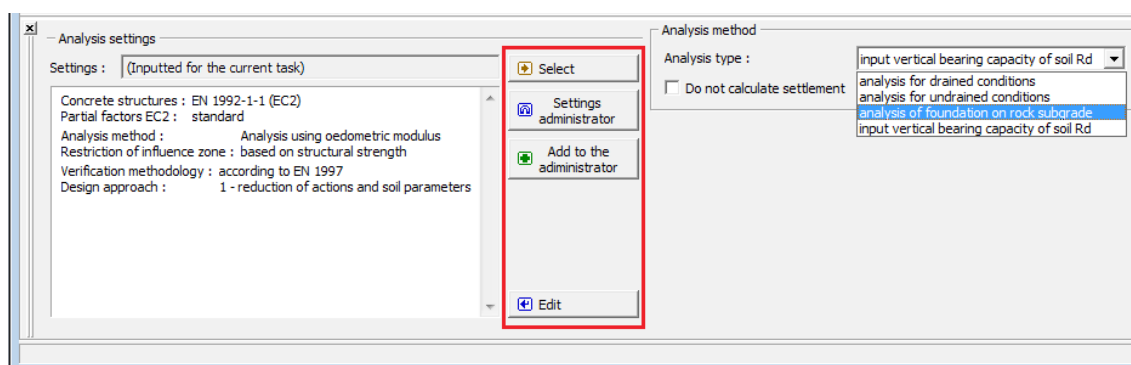 Analysis settings
Settings : (Inputted for the current task)
Concrete structures : EN 1992-1-1 (EC2)
Partial factors EC2 : standard
Analysis method : Analysis using oedometric modulus
Restriction of influence zone : based on structural strength
Verification methodology : according to EN 1997
Design approach : 1 - reduction of actions and soil parameters
Select
Settings
administrator
Add to the
adiministrator
Edit
Analysis method
Analysis type : input vertical bearing capacity of soil Rd
Do not calculate settlement
analysis for drained conditions
analysis for undrained conditions
analysis of foundation on rock subgrade
input vertical bearing capacity of soil Rd